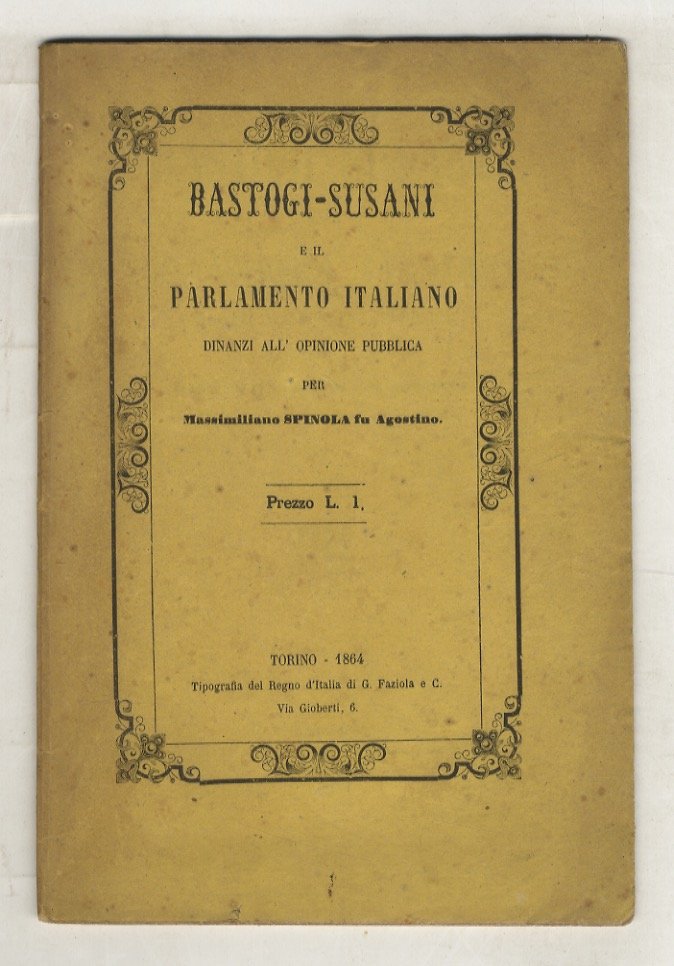 BASTOGI-SUSANI
E IL
PARLAMENTO ITALIANO
DINANZI ALL' OPINIONE PUBBLICA
PER
Massimiliano SPINOLA fu Agostino.
Prezzo L. 1.
TORINO - 1864
Tipografia del Regno d'Italia di G. Faziola e C.
Via Gioberti, 6.